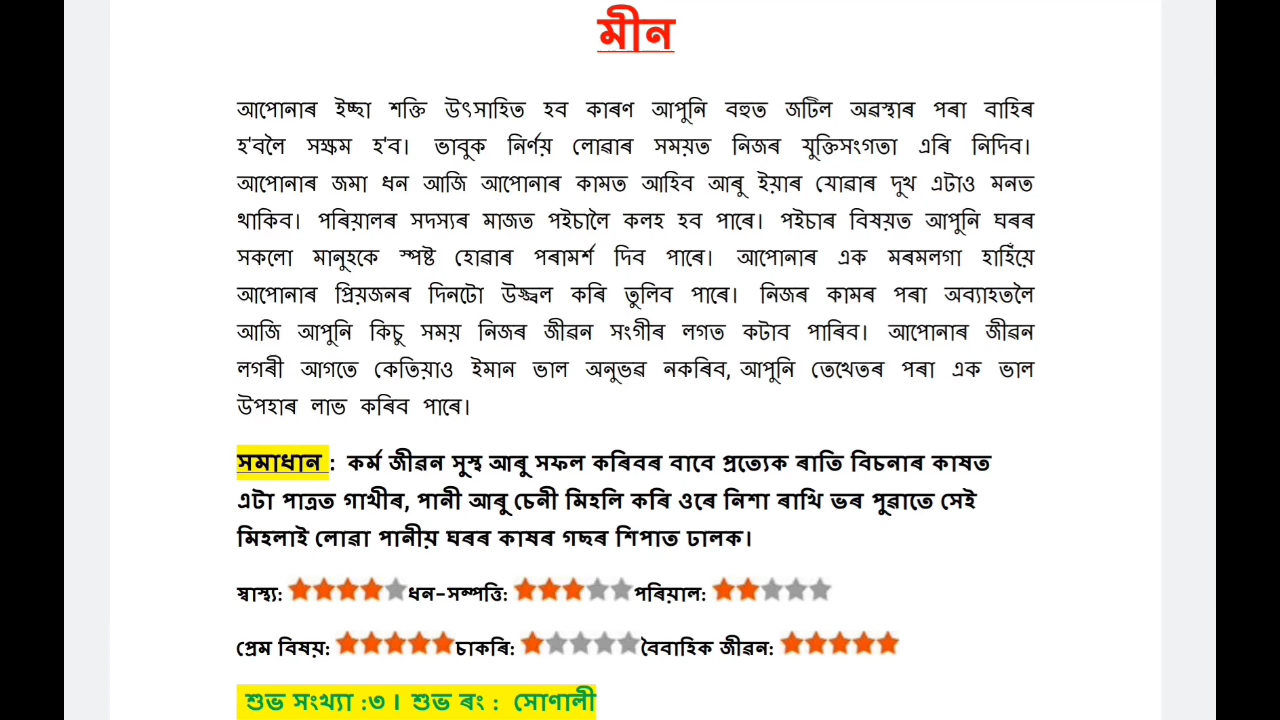 মীন
আপোনাৰ ইচ্ছা শক্তি উৎসাহিত হব কাৰণ আপুনি বহুত জটিল অৱস্থাৰ পৰা বাহিৰ
হ'বলৈ সক্ষম হ'ব। ভাবুক নিৰ্ণয় লোৱাৰ সময়ত নিজৰ যুক্তিসংগতা এৰি নিদিব।
আপোনাৰ জমা ধন আজি আপোনাৰ কামত আহিব আৰু ইয়াৰ যোৱাৰ দুখ এটাও মনত
থাকিব। পৰিয়ালৰ সদস্যৰ মাজত পইচালৈ কলহ হব পাৰে। পইচাৰ বিষয়ত আপুনি ঘৰৰ
সকলো মানুহকে স্পষ্ট হোৱাৰ পৰামৰ্শ দিব পাৰে। আপোনাৰ এক মৰমলগা হাহিঁয়ে
আপোনাৰ প্ৰিয়জনৰ দিনটো উজ্জ্বল কৰি তুলিব পাৰে। নিজৰ কামৰ পৰা অব্যাহতলৈ
আজি আপুনি কিচু সময় নিজৰ জীৱন সংগীৰ লগত কটাব পাৰিব। আপোনাৰ জীৱন
লগৰী আগতে কেতিয়াও ইমান ভাল অনুভৱ নকৰিব, আপুনি তেখেতৰ পৰা এক ভাল
উপহাৰ লাভ কৰিব পাৰে।
সমাধান : কৰ্ম জীৱন সুস্থ আৰু সফল কৰিবৰ বাবে প্ৰত্যেক ৰাতি বিচনাৰ কাষত
এটা পাত্ৰত গাখীৰ, পানী আৰু চেনী মিহলি কৰি ওৰে নিশা ৰাখি ভৰ পুৱাতে সেই
মিহলাই লোৱা পানীয় ঘৰৰ কাষৰ গছৰ শিপাত ঢালক।
স্বাস্থ্য: ধন-সম্পত্তি: পৰিয়াল:
প্ৰেম বিষয়: চাকৰি: বৈবাহিক জীৱন:
শুভ সংখ্যা :৩ । শুভ ৰং : সোণালী